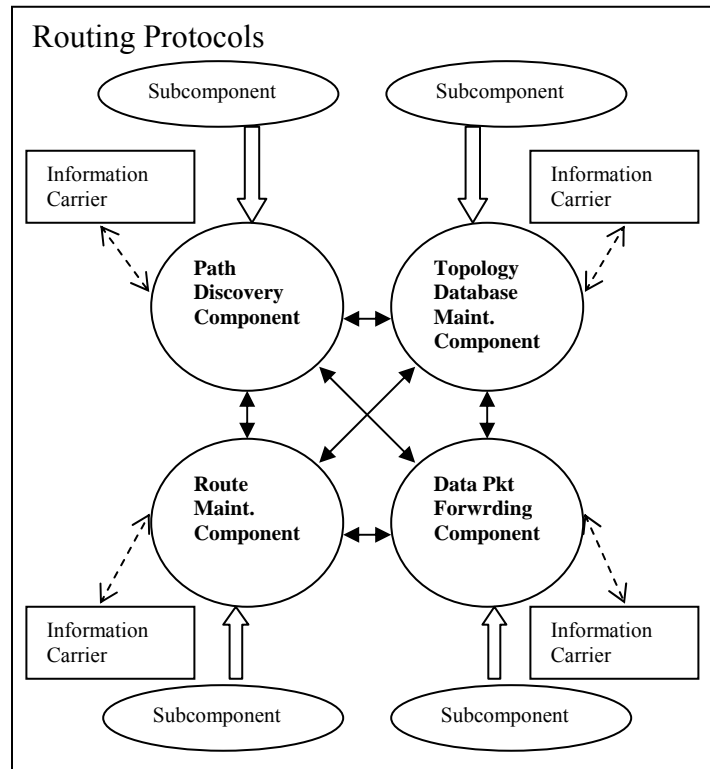 Routing Protocols
Subcomponent
Subcomponent
Information
Carrier
Information
Carrier
Path
Discovery
Component
Topology
Database
Maint.
Component
Route
Maint.
Component
Data Pkt
Forwrding
Component
Information
Carrier
Information
Carrier
Subcomponent
Subcomponent